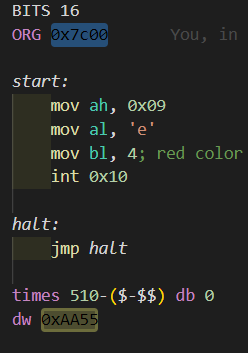 BITS 16
ORG 0x7c00 You, in
start:
mov ah, 0x09
mov al, 'e'
mov bl, 4; red color
int 0x10
halt:
jmp halt
times 510-($-$$) db 0
dw 0xAA55